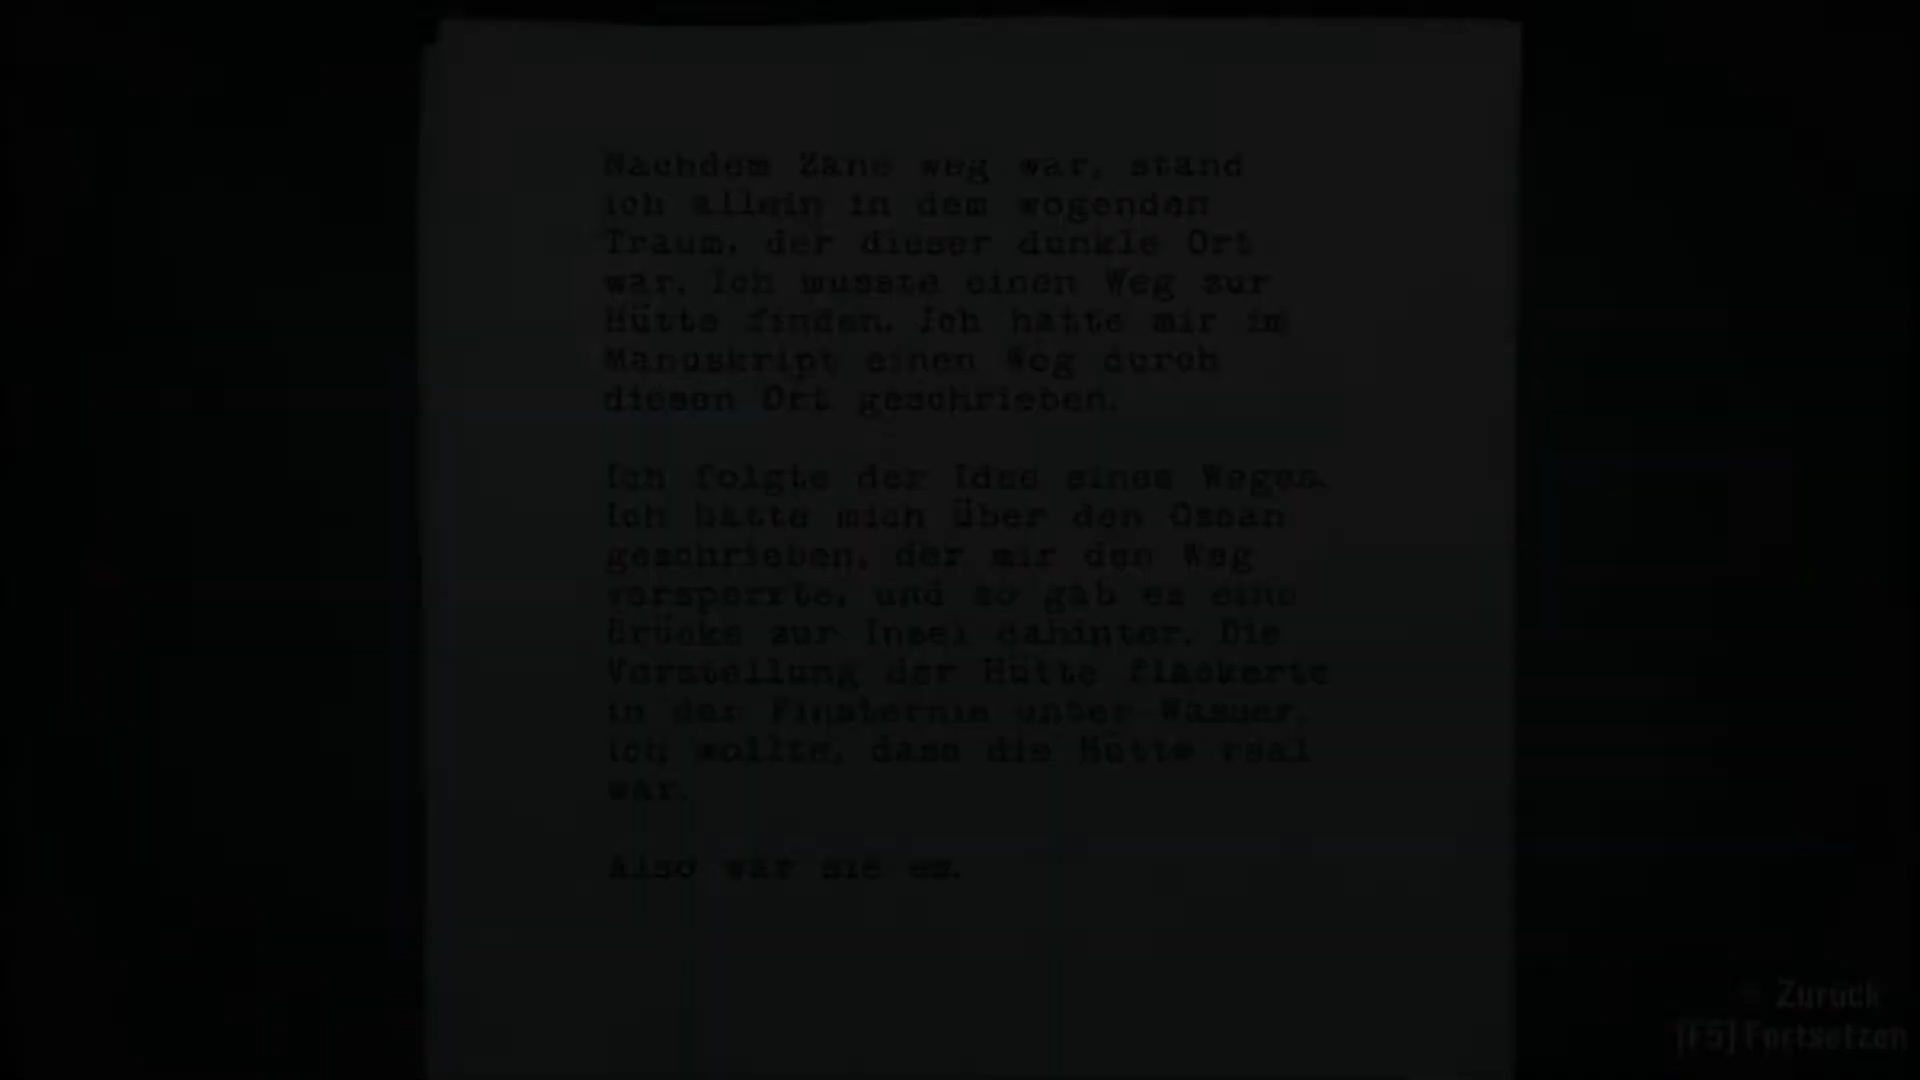 Nachdem Zane weg war, stand
ich allein in dem wogenden
Traum, der dieser dunkle Ort
war. Ich musste einen Weg zur
Hütte finden. Ich hatte mir im
Manuskript einen Weg durch
diesen Ort geschrieben.
Ich folgte der Idee eines Weges.
Ich hatte mich über den Ozean
geschrieben, der mir den Weg
versperrte, und so gab es eine
Brücke zur Insel dahinter. Die
Vorstellung der Hütte flackerte
in der Finsternis unter Wasser.
Ich wollte, dass die Hütte real
war.
Also war sie es.
Zurück
[F5] Fortsetzen